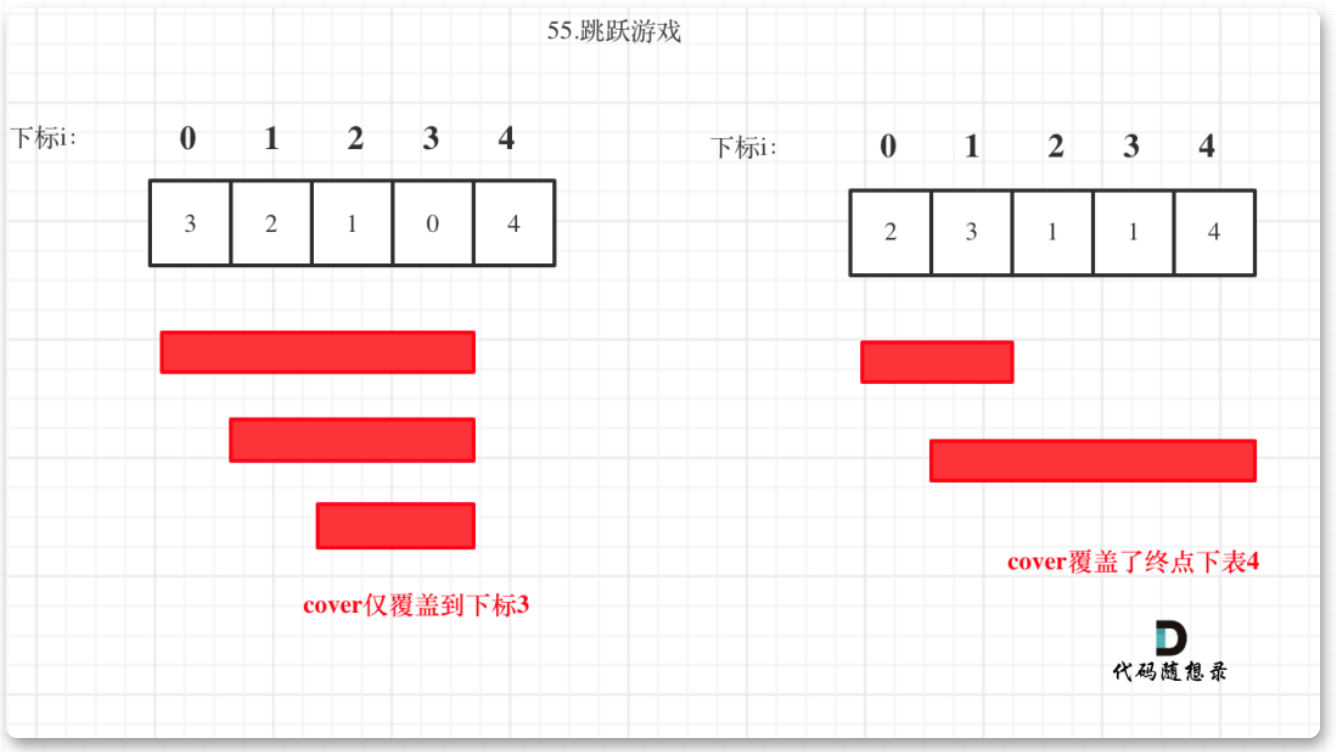 55.跳跃游戏
下标i:
0 1 2 3 4
3 2 1 0 4
cover仅覆盖到下标3
下标i:
0 1 2 3 4
2 3 1 1 4
cover覆盖了终点下表4
代码随想录